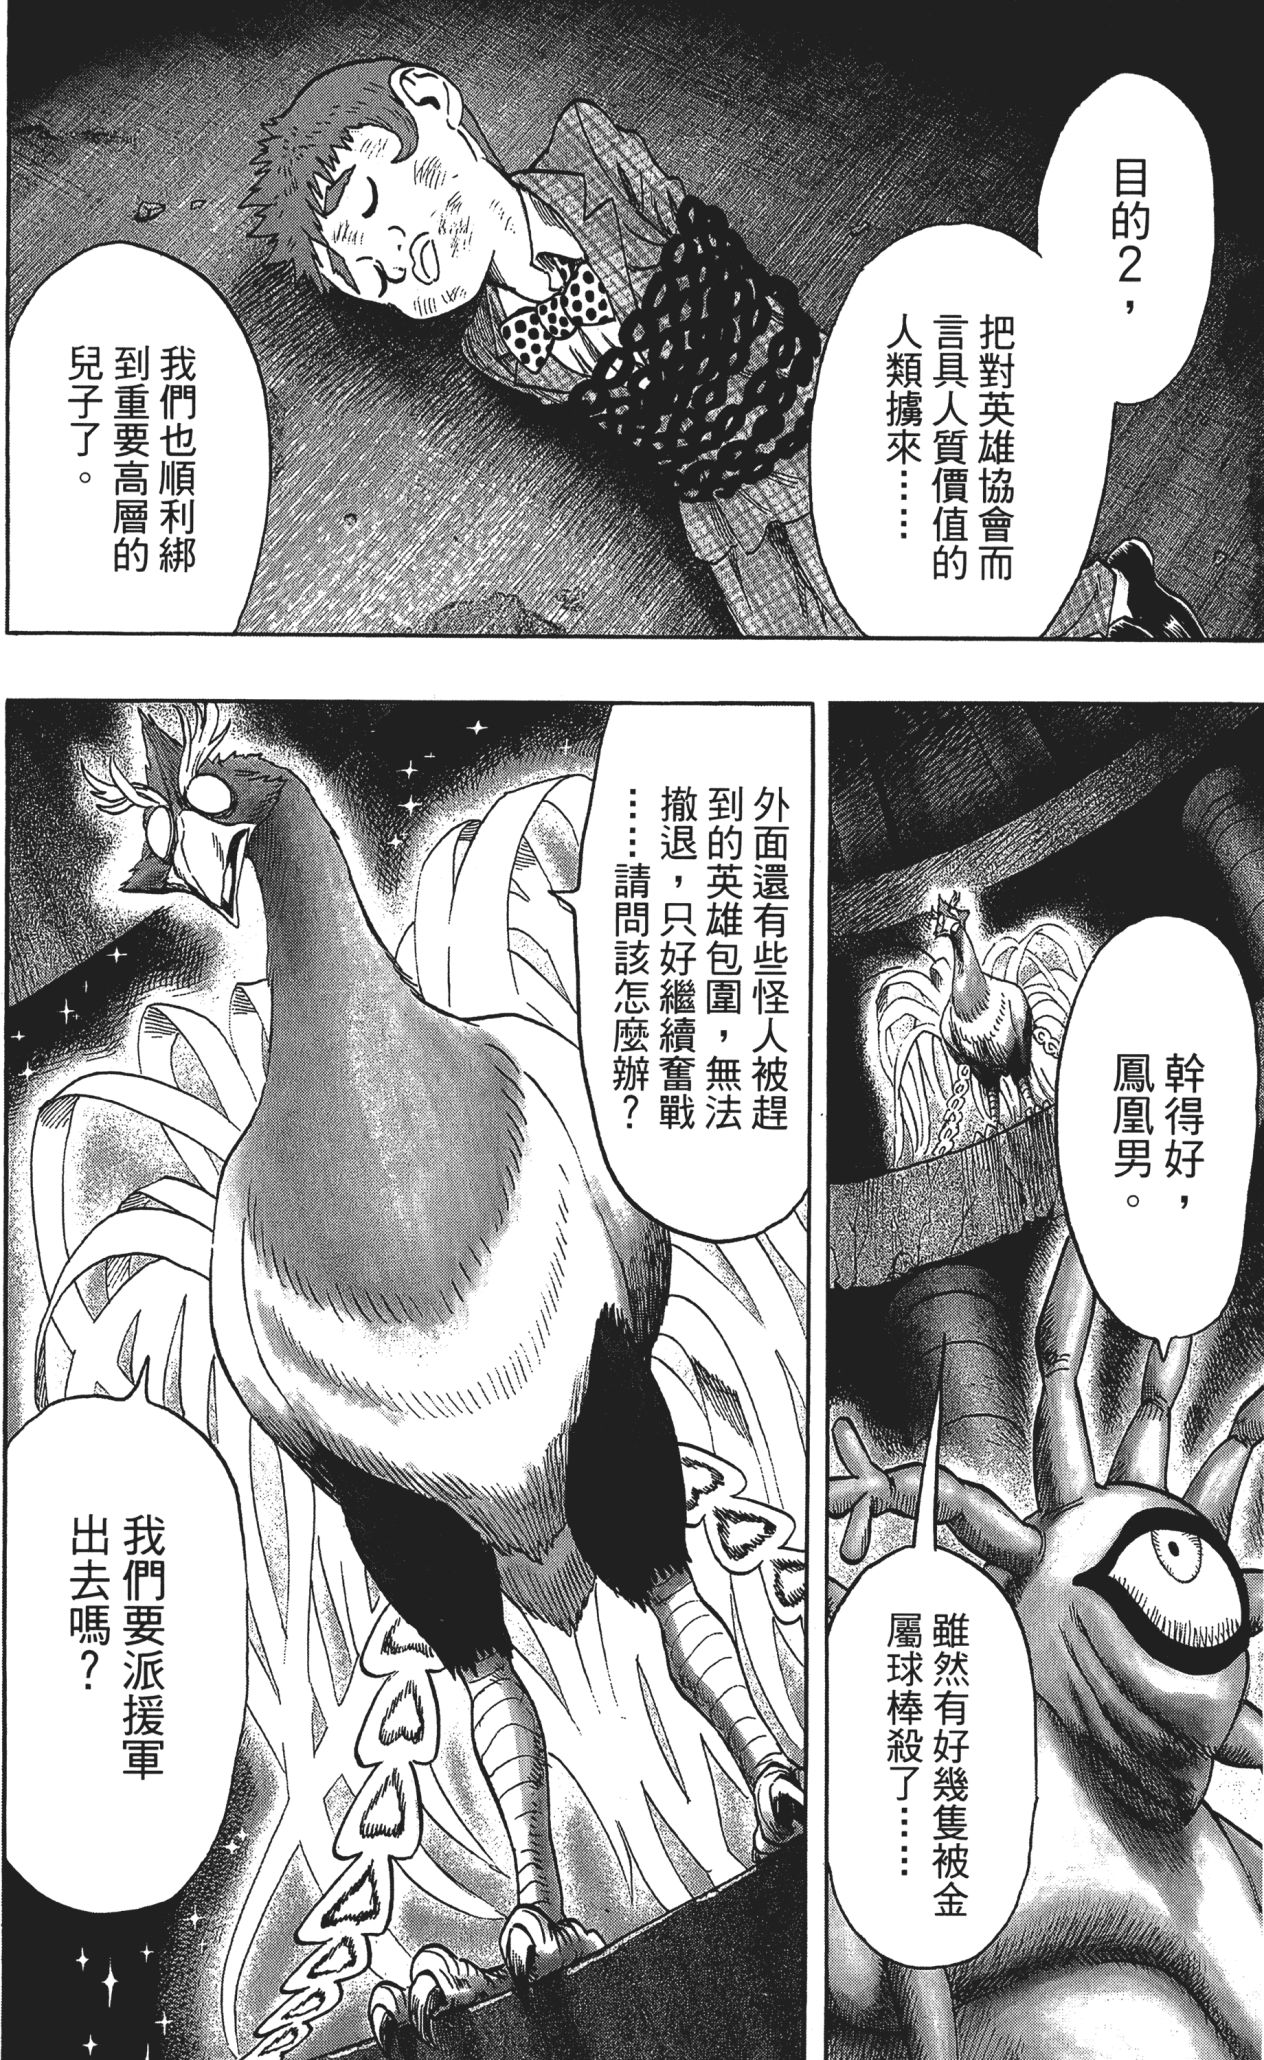 目的2，
把對英雄協會而
言具人質價值的
人類擄來……
我們也順利綁
到重要高層的
兒子了。
幹得好，
鳳凰男。
雖然有好幾隻被金
屬球棒殺了……
外面還有些怪人被趕
到的英雄包圍，無法
撤退，只好繼續奮戰
……請問該怎麼辦？
我們要派援軍
出去嗎？